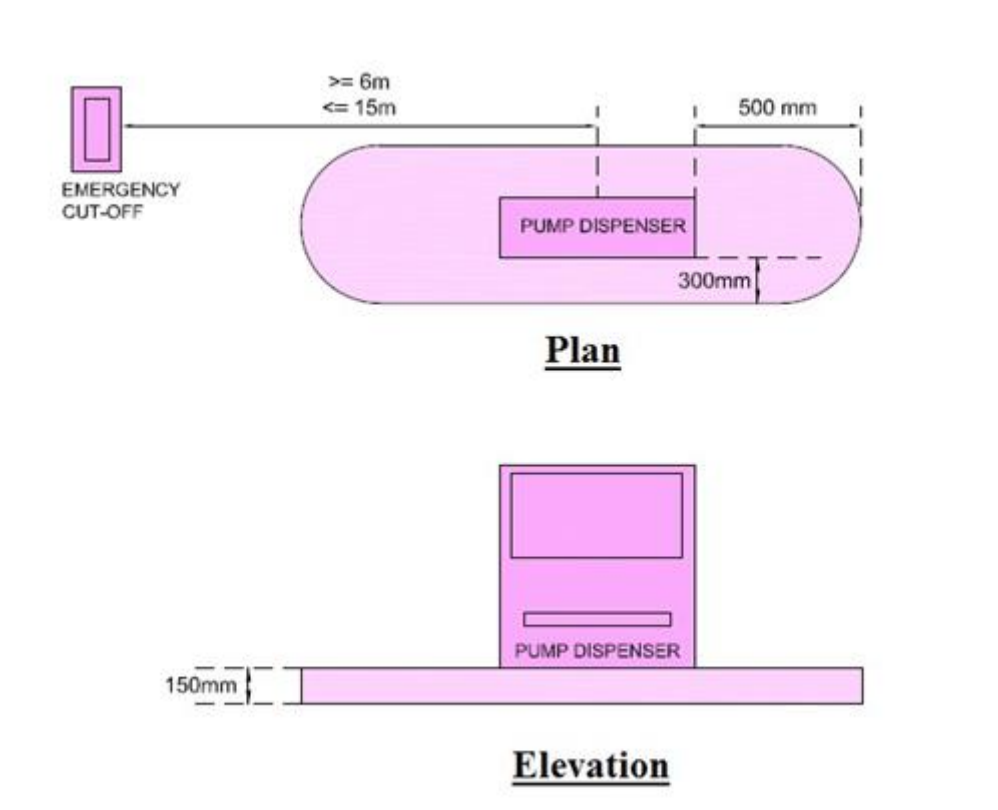 >= 6m
<= 15m
500 mm
EMERGENCY
CUT-OFF
PUMP DISPENSER
300mm
Plan
PUMP DISPENSER
150mm
Elevation